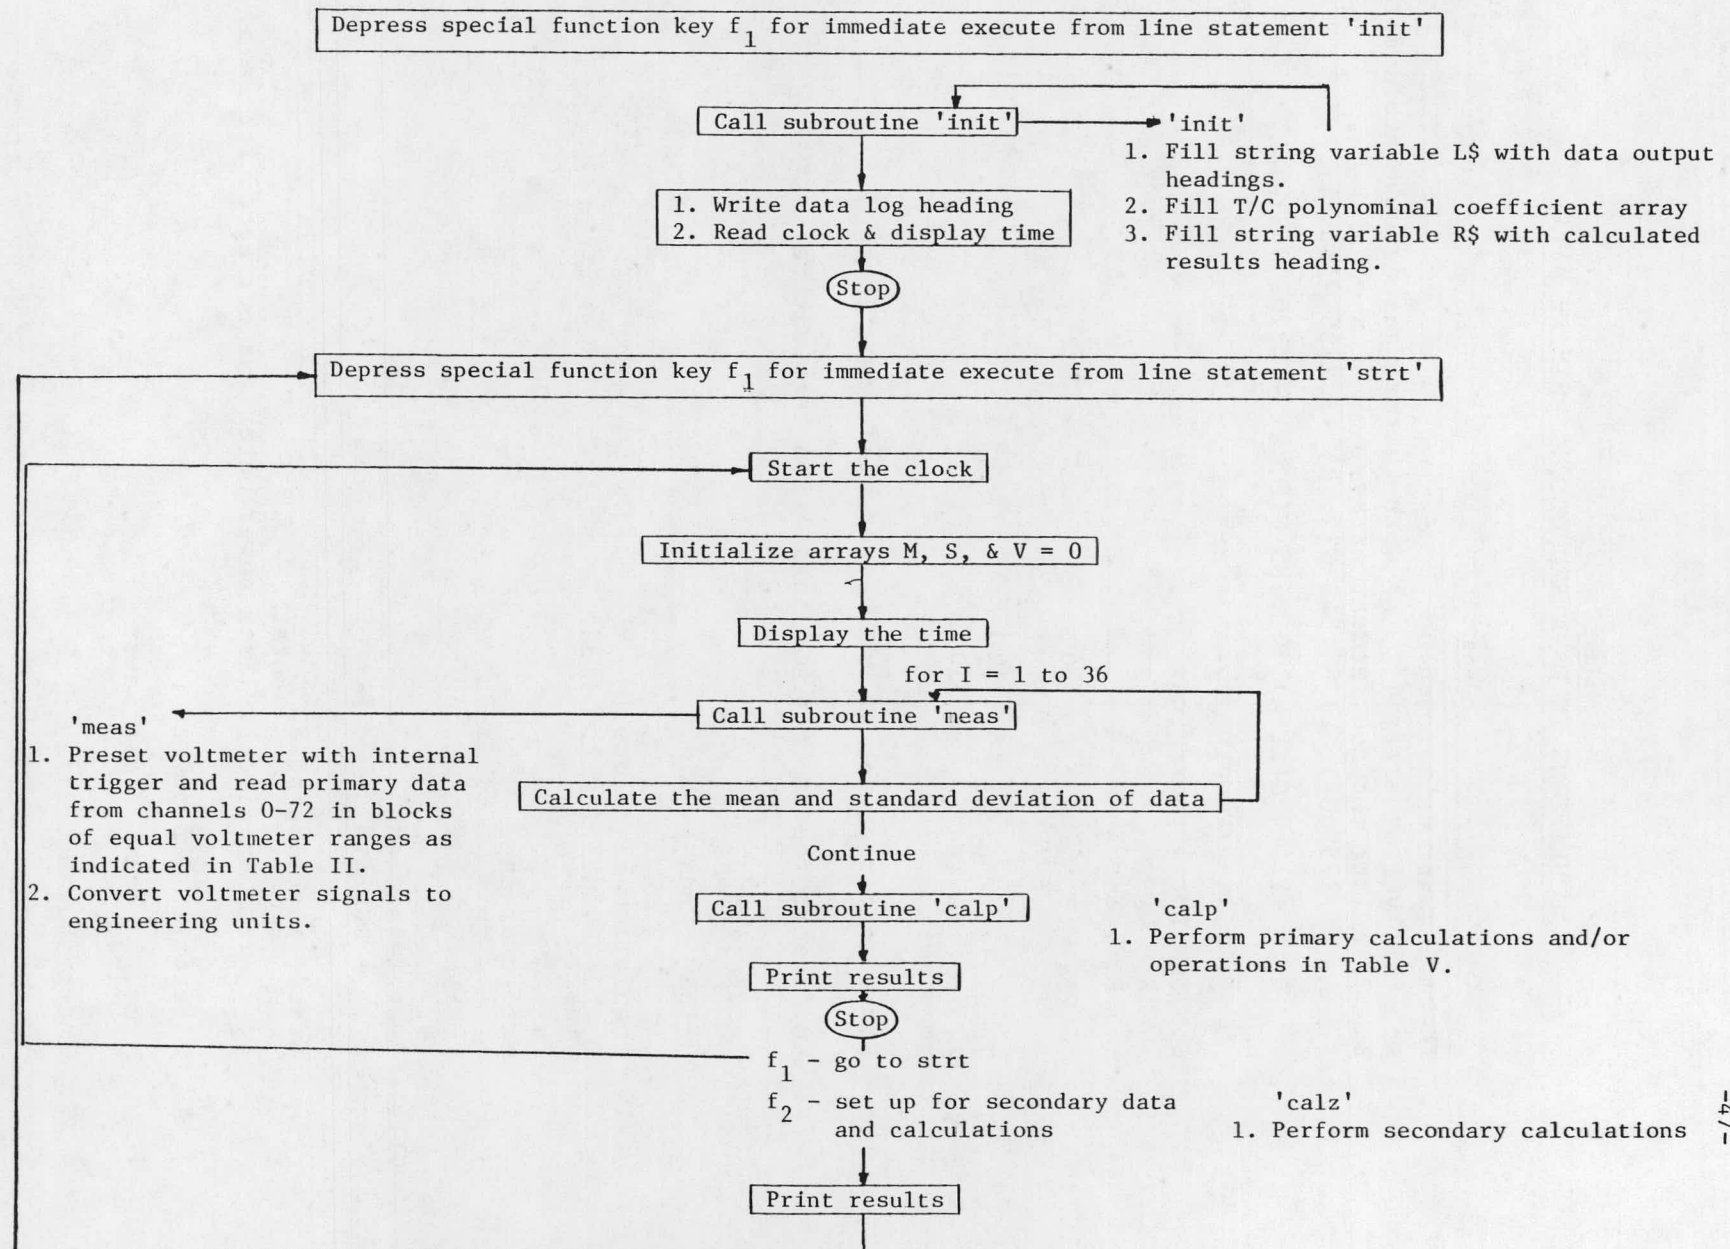 Depress special function key f1 for immediate execute from line statement 'init'
Call subroutine 'init'
'init'
1. Fill string variable L$ with data output
headings.
2. Fill T/C polynominal coefficient array
3. Fill string variable R$ with calculated
results heading.
1. Write data log heading
2. Read clock & display time
Stop
Depress special function key f1 for immediate execute from line statement 'strt'
Start the clock
Initialize arrays M, S, & V = 0
Display the time
for I = 1 to 36
Call subroutine 'meas'
'meas'
1. Preset voltmeter with internal
trigger and read primary data
from channels 0-72 in blocks
of equal voltmeter ranges as
indicated in Table II.
2. Convert voltmeter signals to
engineering units.
Calculate the mean and standard deviation of data
Continue
Call subroutine 'calp'
'calp'
1. Perform primary calculations and/or
operations in Table V.
Print results
Stop
f1 - go to strt
f2 - set up for secondary data
and calculations
'calz'
1. Perform secondary calculations
Print results